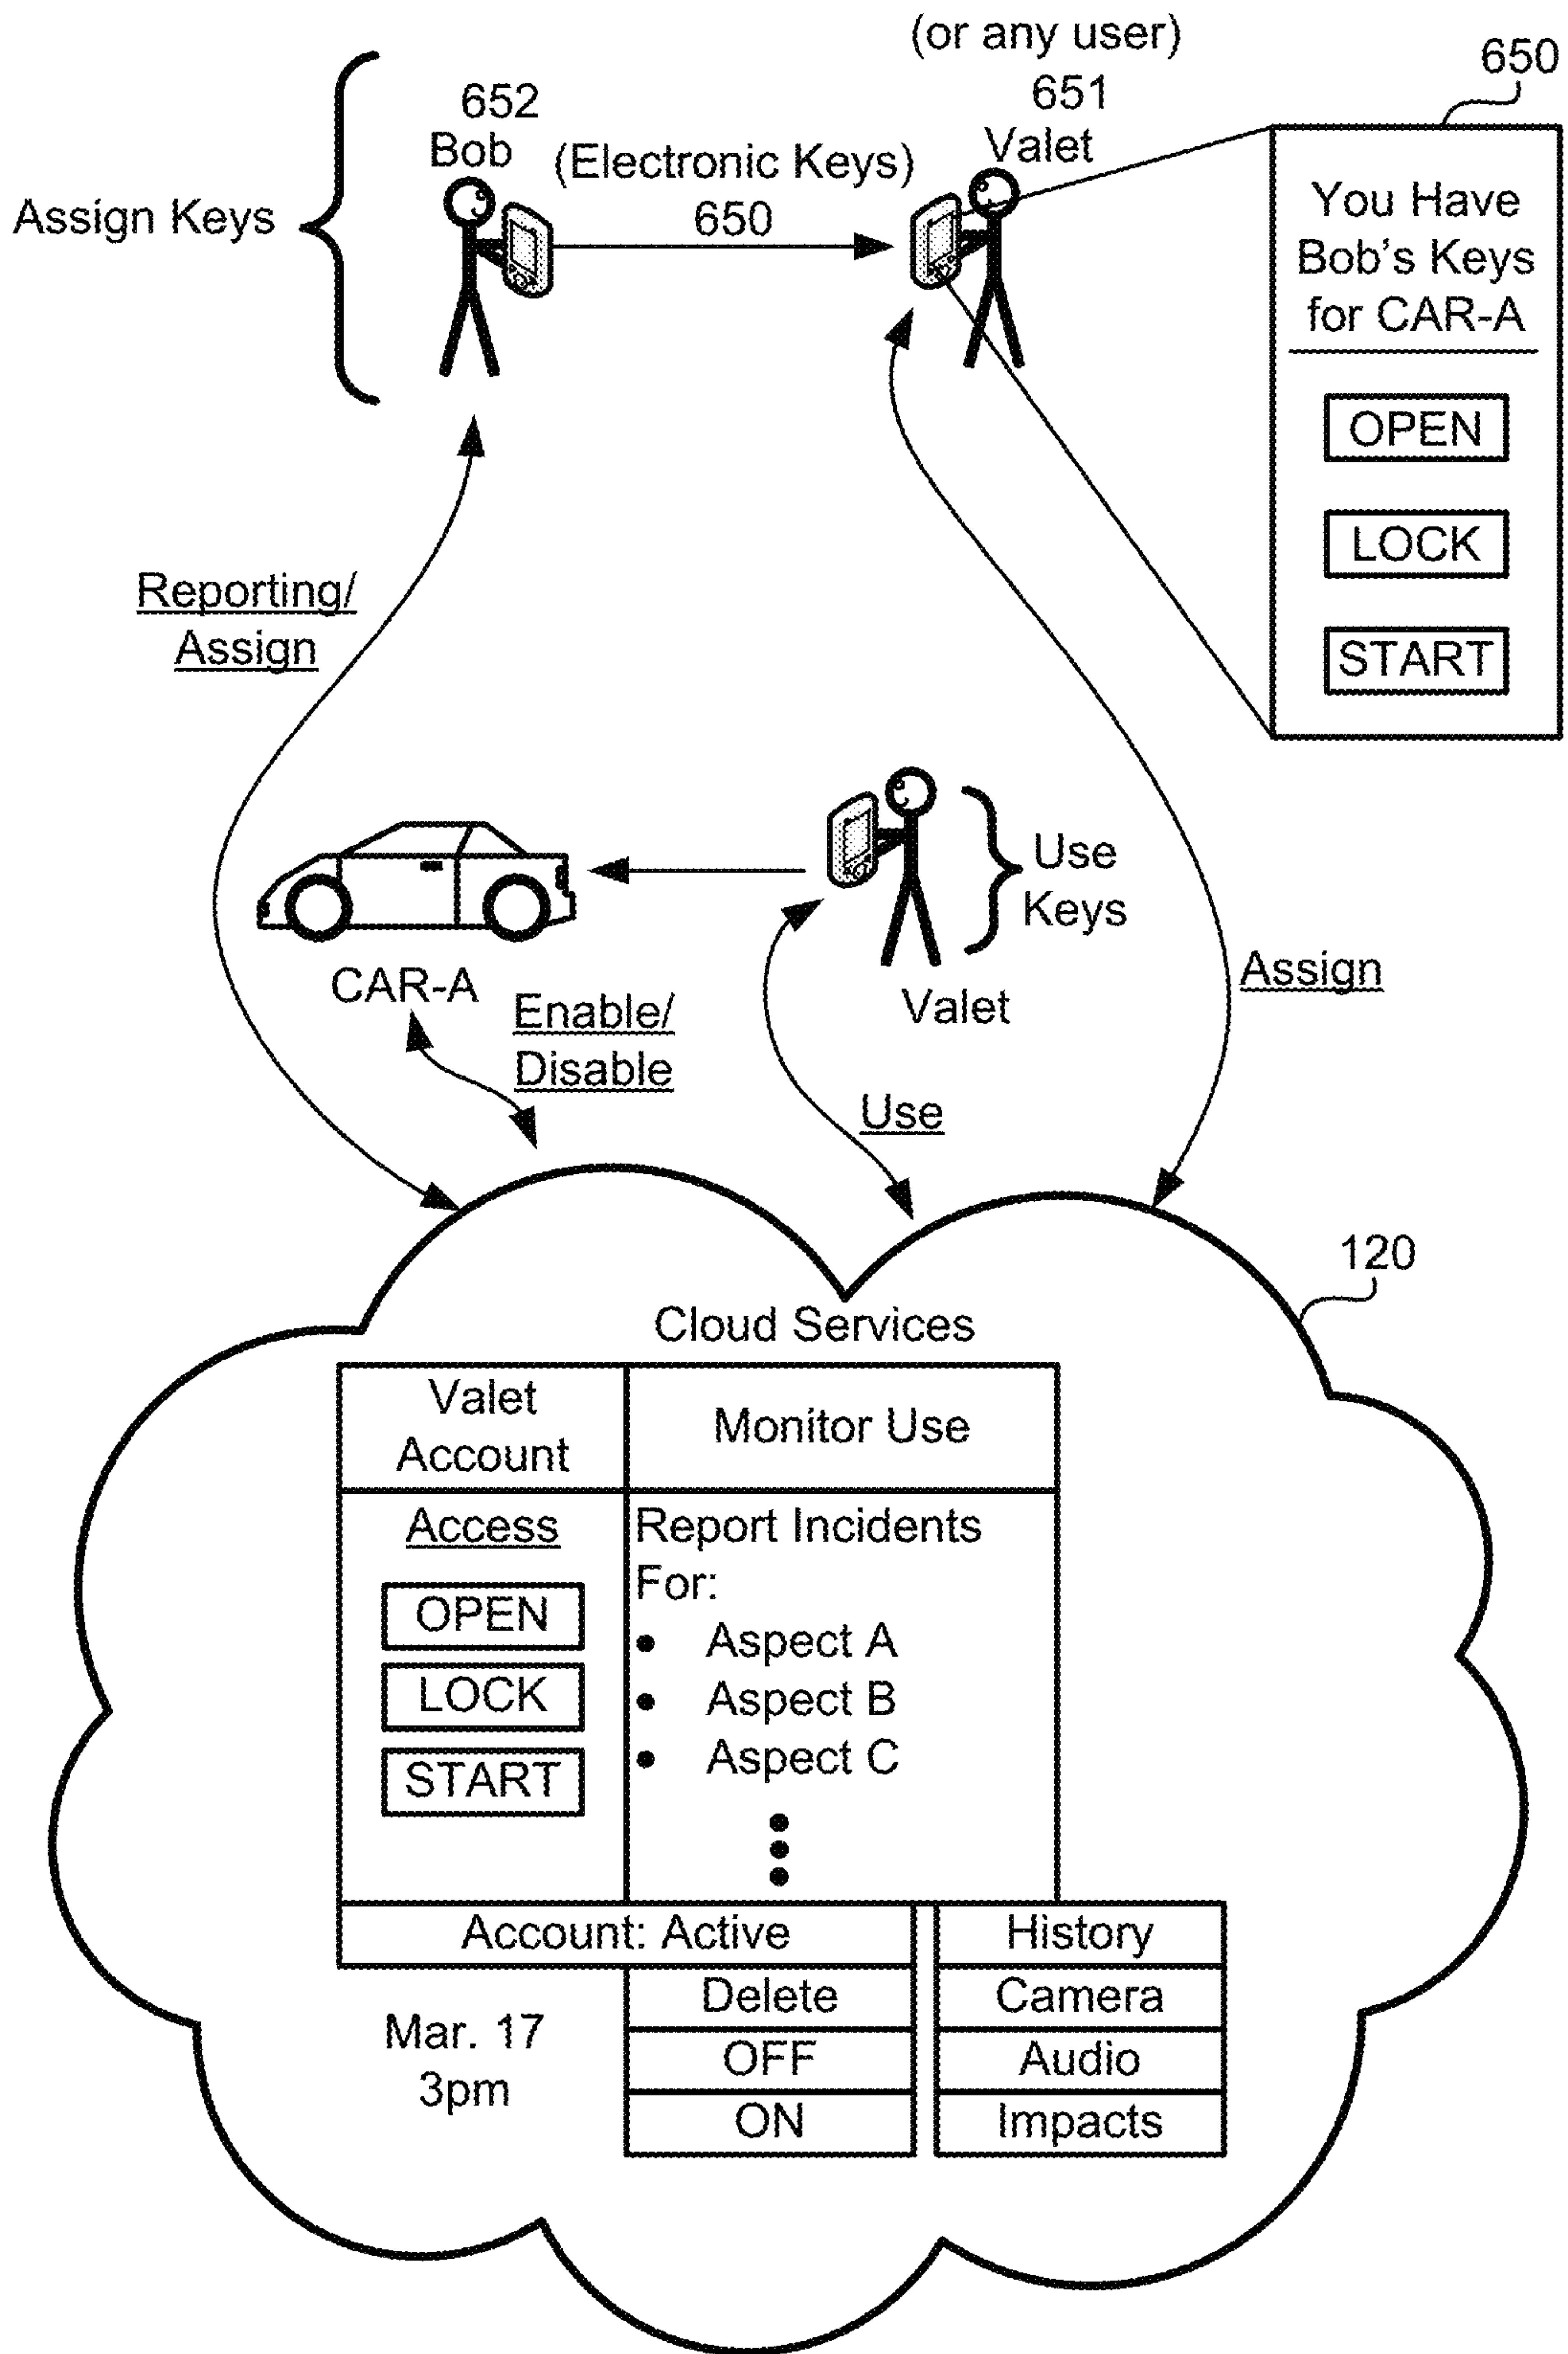 (or any user)
650
652
651
Bob
Valet
(Electronic Keys)
650
Assign Keys
You Have
Bob's Keys
for CAR-A
OPEN
LOCK
START
Reporting/
Assign
Use
Keys
CAR-A
Valet
Assign
Enable/
Disable
Use
120
Cloud Services
Valet
Account
Monitor Use
Access
OPEN
LOCK
START
Report Incidents
For:
• Aspect A
• Aspect B
• Aspect C
Account: Active
History
Delete
Camera
Mar. 17
3pm
OFF
Audio
ON
Impacts